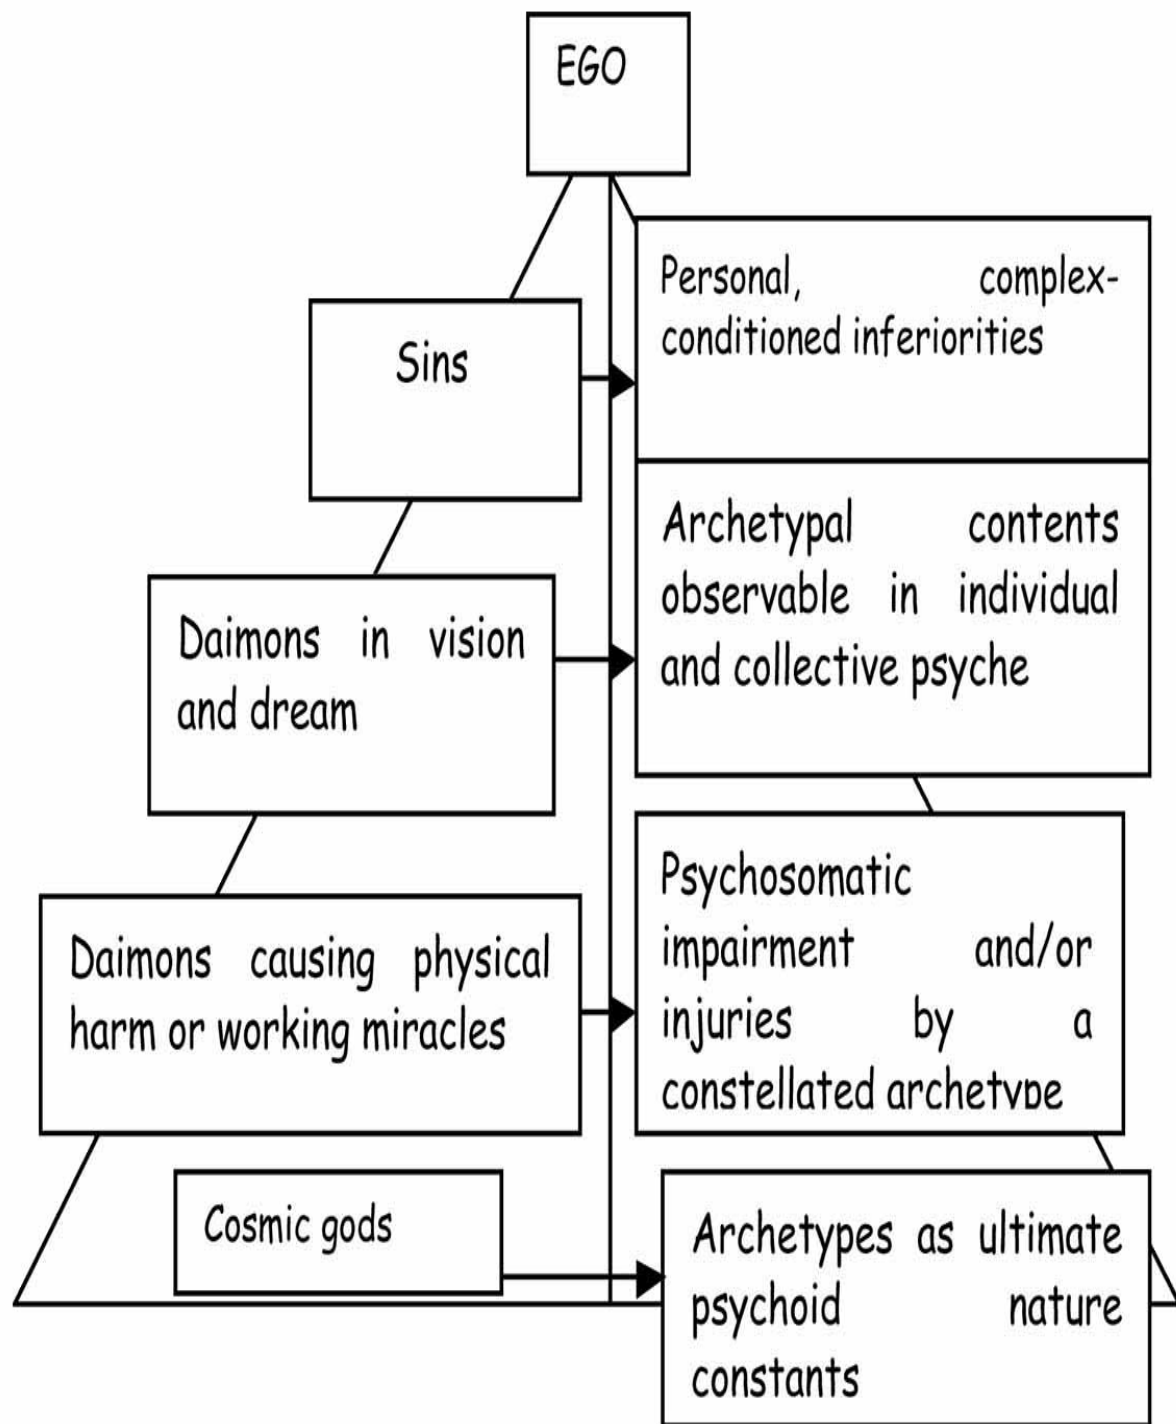 EGO
Personal, complex-
conditioned inferiorities
Sins
Archetypal contents
observable in individual
and collective psyche
Daimons in vision
and dream
Psychosomatic
impairment and/or
injuries by a
constellated archetype
Daimons causing physical
harm or working miracles
Cosmic gods
Archetypes as ultimate
psychoid nature
constants